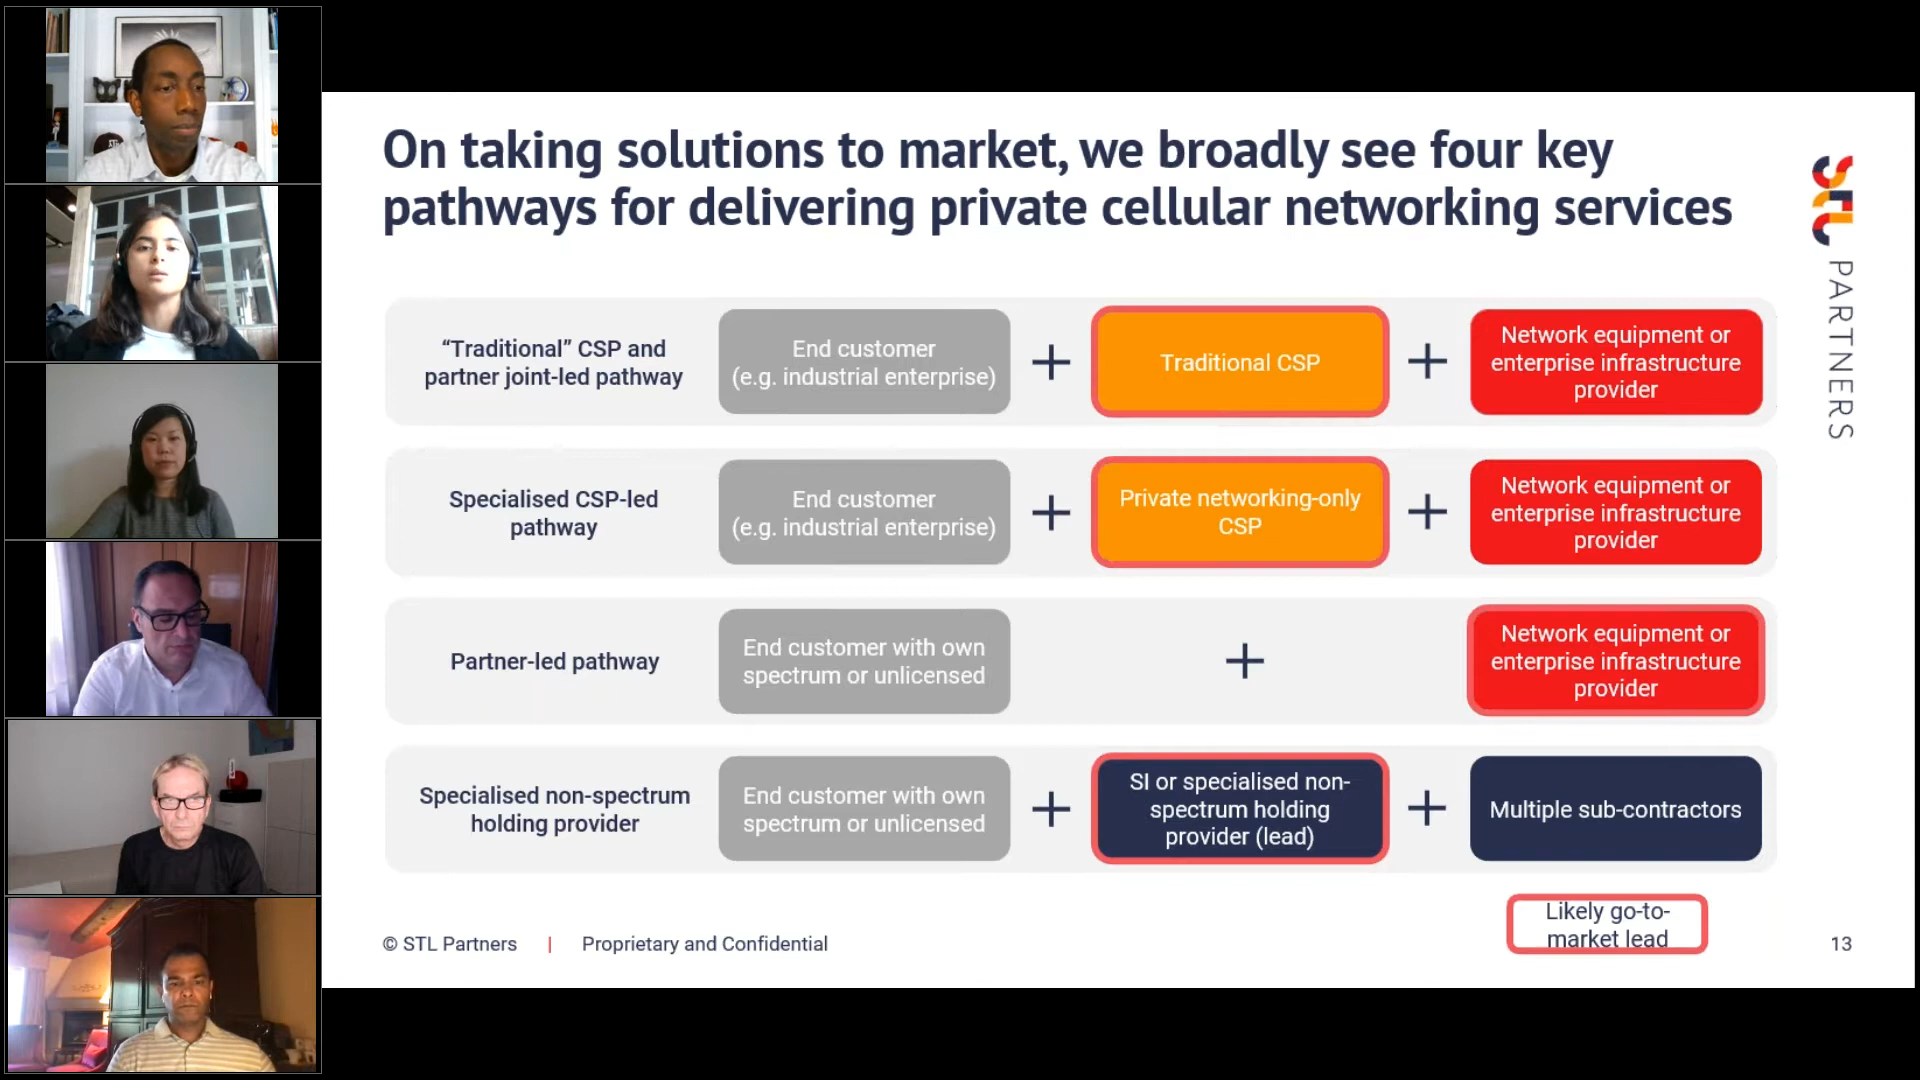 On taking solutions to market, we broadly see four key
pathways for delivering private cellular networking services
STL
PARTNERS
“Traditional” CSP and
partner joint-led pathway
End customer
(e.g. industrial enterprise)
+
Traditional CSP
+
Network equipment or
enterprise infrastructure
provider
Specialised CSP-led
pathway
End customer
(e.g. industrial enterprise)
+
Private networking-only
CSP
+
Network equipment or
enterprise infrastructure
provider
Partner-led pathway
End customer with own
spectrum or unlicensed
+
Network equipment or
enterprise infrastructure
provider
Specialised non-spectrum
holding provider
End customer with own
spectrum or unlicensed
+
SI or specialised non-
spectrum holding
provider (lead)
+
Multiple sub-contractors
Likely go-to-
market lead
© STL Partners | Proprietary and Confidential
13